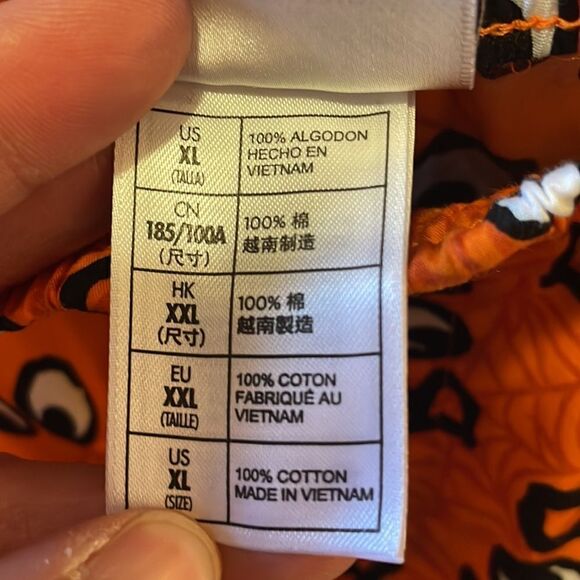 US
XL
(TALLA)
100% ALGODON
HECHO EN
VIETNAM
CN
185/100A
(尺寸)
100% 棉
越南制造
HK
XXL
(尺寸)
100% 棉
越南製造
EU
XXL
(TAILLE)
100% COTON
FABRIQUÉ AU
VIETNAM
US
XL
(SIZE)
100% COTTON
MADE IN VIETNAM